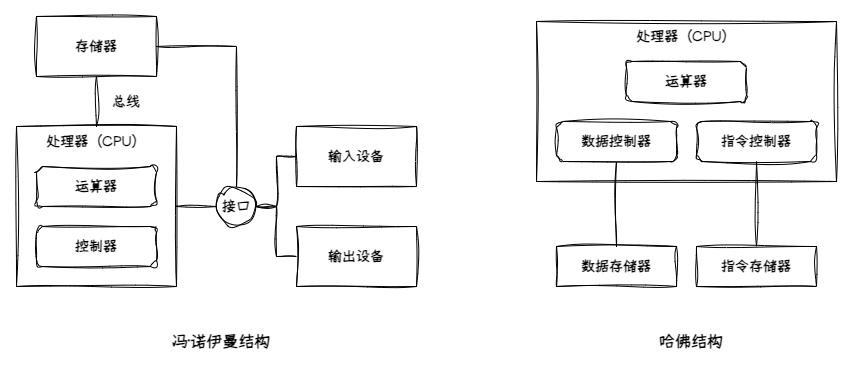 存储器
总线
处理器（CPU）
运算器
控制器
接口
输入设备
输出设备
冯·诺伊曼结构
处理器（CPU）
运算器
数据控制器
指令控制器
数据存储器
指令存储器
哈佛结构